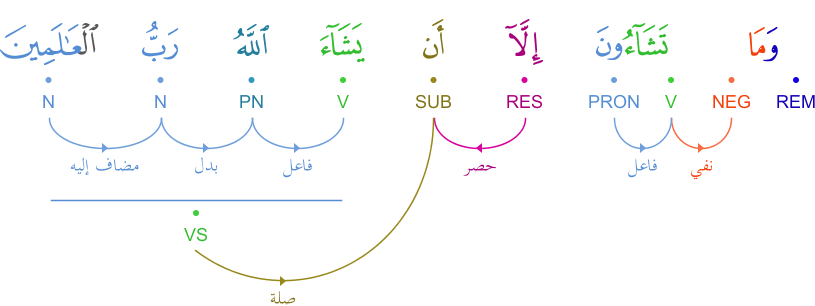 وَمَا تَشَآءُونَ إِلَّآ أَن يَشَآءَ ٱللَّهُ رَبُّ ٱلْعَـٰلَمِينَ
REM NEG V PRON RES SUB V PN N N
نفي فاعل حصر فاعل بدل مضاف إليه
VS
صلة